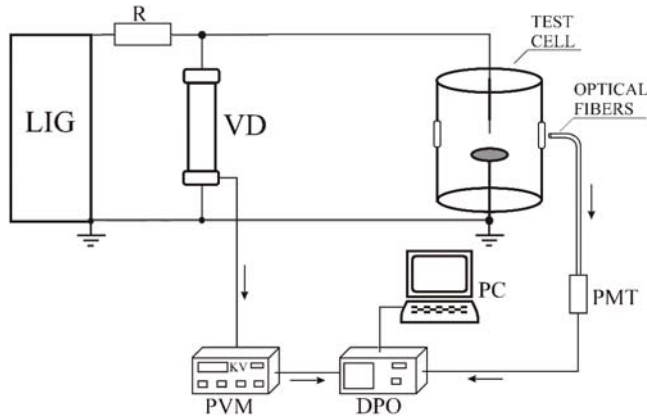 R
TEST
CELL
OPTICAL
FIBERS
LIG
VD
PC
PMT
KV
PVM
DPO